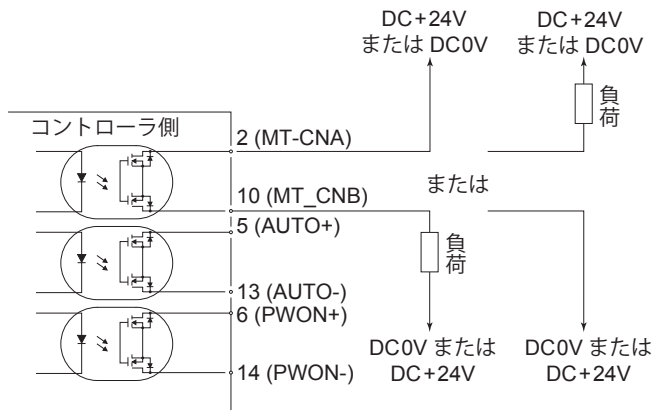 DC+24V
または DC0V
DC+24V
または DC0V
負荷
コントローラ側
2 (MT-CNA)
または
10 (MT_CNB)
5 (AUTO+)
負荷
13 (AUTO-)
6 (PWON+)
14 (PWON-)
DC0V または
DC+24V
DC0V または
DC+24V